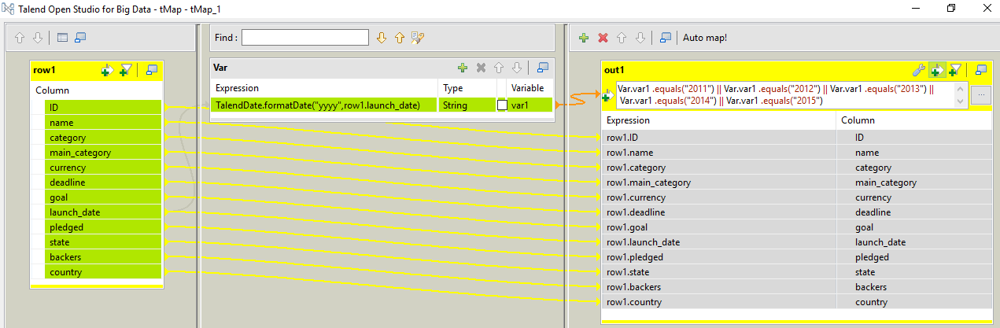 Talend Open Studio for Big Data - tMap - tMap_1
Find :
Auto map!
row1
Column
ID
name
category
main_category
currency
deadline
goal
launch_date
pledged
state
backers
country
Var
Expression Type Variable
TalendDate.formatDate("yyyy",row1.launch_date) String var1
out1
Var.var1 .equals("2011") || Var.var1 .equals("2012") || Var.var1 .equals("2013") ||
Var.var1 .equals("2014") || Var.var1 .equals("2015")
...
Expression Column
row1.ID ID
row1.name name
row1.category category
row1.main_category main_category
row1.currency currency
row1.deadline deadline
row1.goal goal
row1.launch_date launch_date
row1.pledged pledged
row1.state state
row1.backers backers
row1.country country